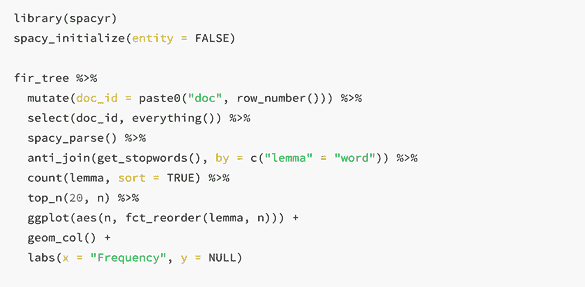 library(spacyr)
spacy_initialize(entity = FALSE)

fir_tree %>%
  mutate(doc_id = paste0("doc", row_number())) %>%
  select(doc_id, everything()) %>%
  spacy_parse() %>%
  anti_join(get_stopwords(), by = c("lemma" = "word")) %>%
  count(lemma, sort = TRUE) %>%
  top_n(20, n) %>%
  ggplot(aes(n, fct_reorder(lemma, n))) +
  geom_col() +
  labs(x = "Frequency", y = NULL)